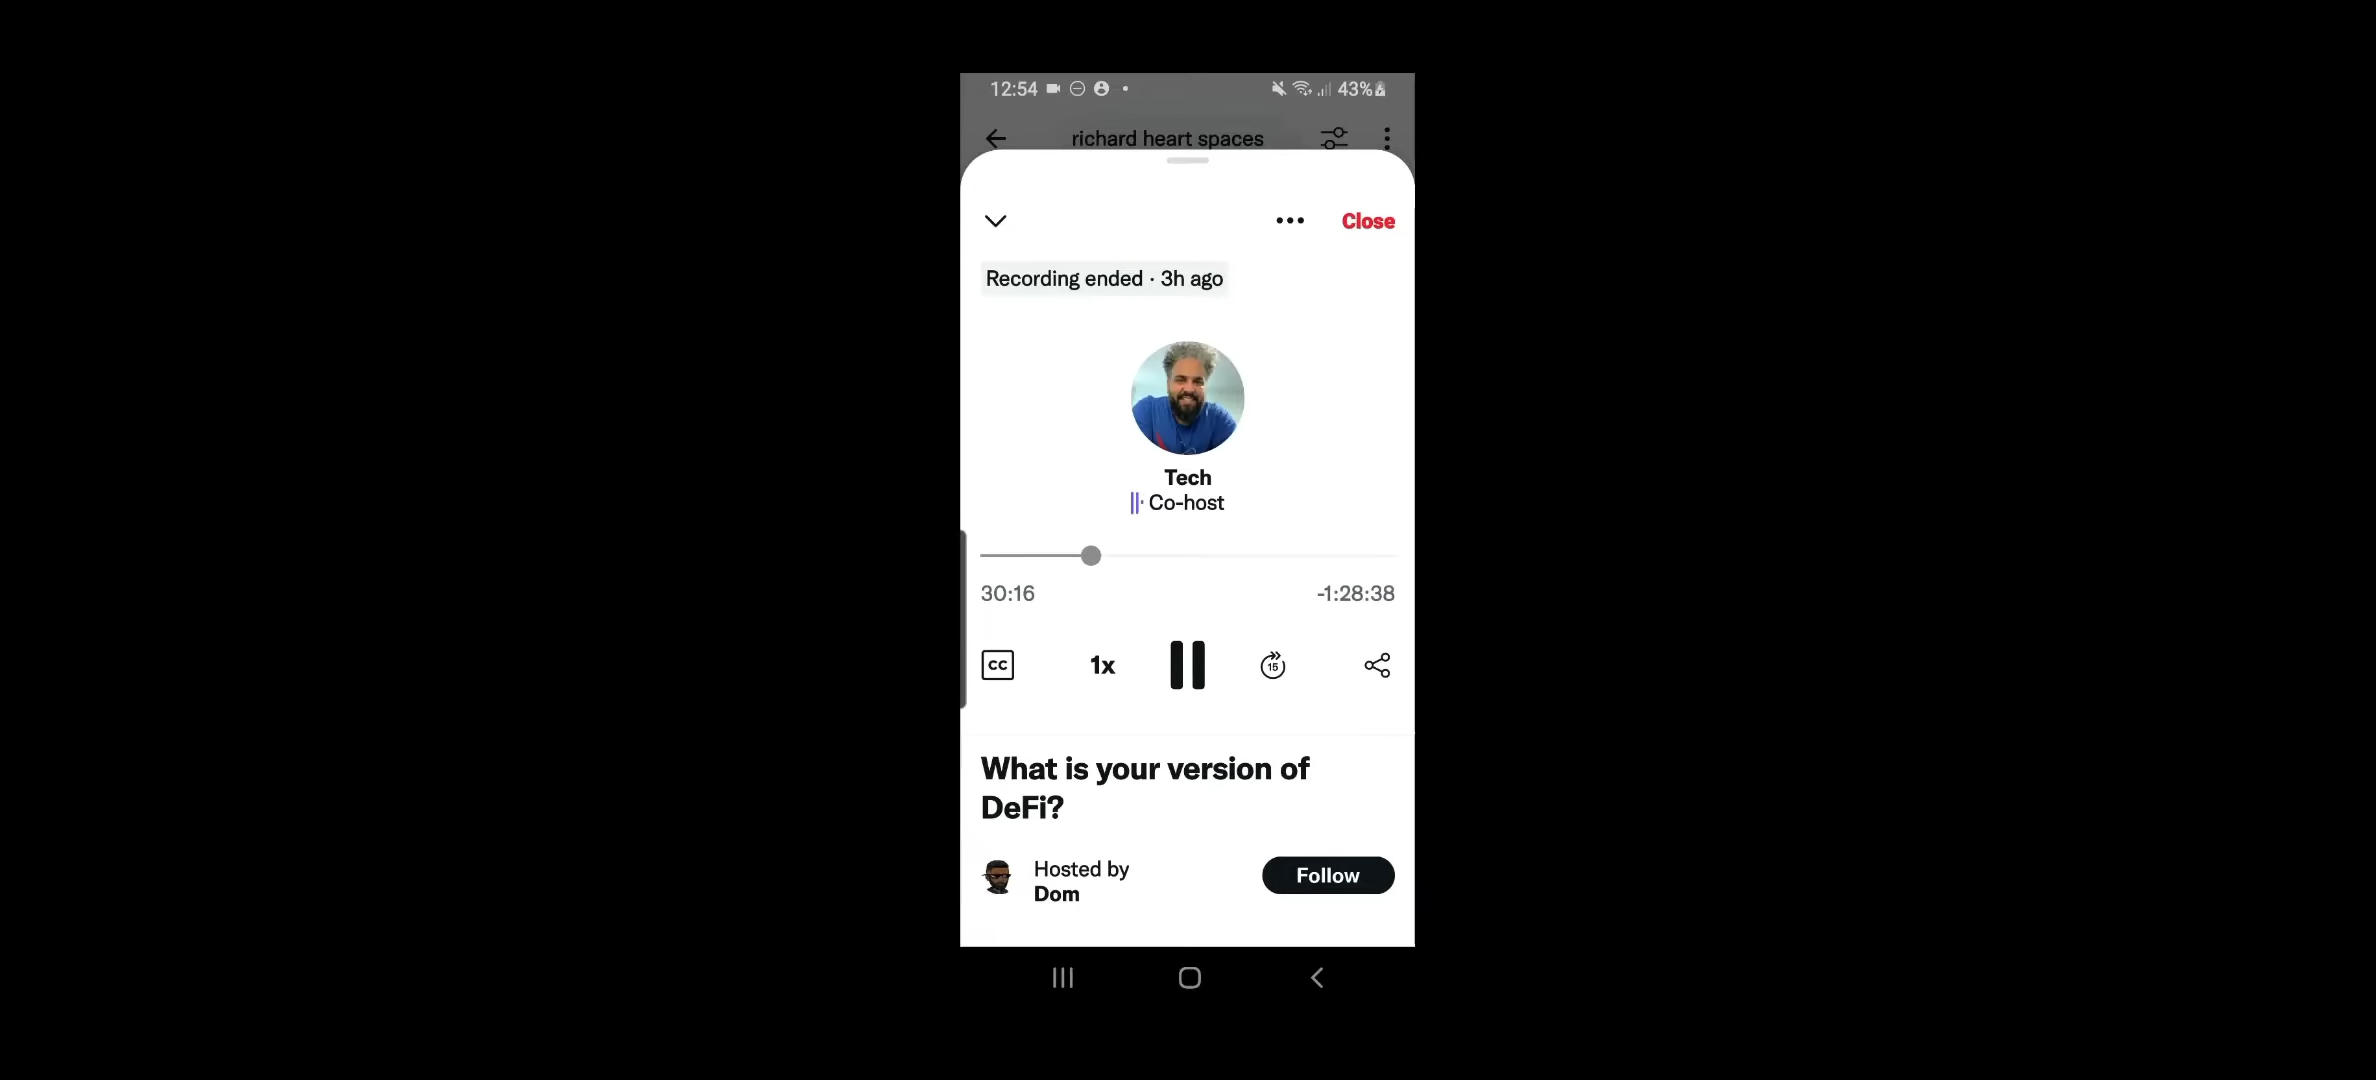 12:54
43%
richard heart spaces
Close
Recording ended · 3h ago
Tech
Co-host
30:16
-1:28:38
CC
1x
15
What is your version of
DeFi?
Hosted by
Dom
Follow